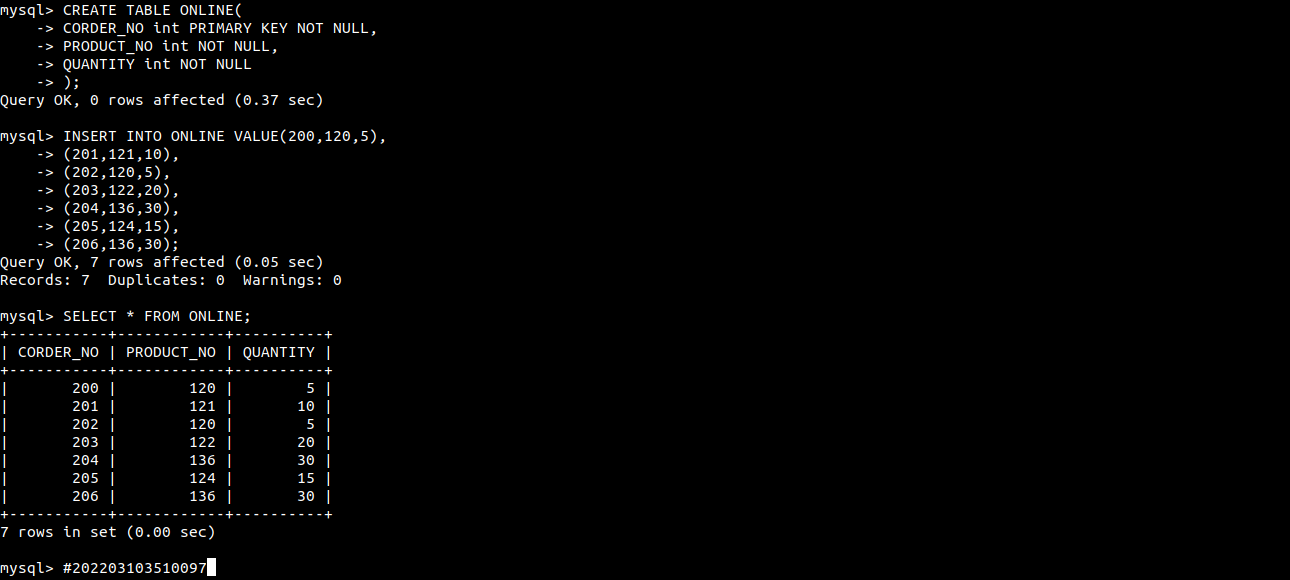 mysql> CREATE TABLE ONLINE(
    -> CORDER_NO int PRIMARY KEY NOT NULL,
    -> PRODUCT_NO int NOT NULL,
    -> QUANTITY int NOT NULL
    -> );
Query OK, 0 rows affected (0.37 sec)

mysql> INSERT INTO ONLINE VALUE(200,120,5),
    -> (201,121,10),
    -> (202,120,5),
    -> (203,122,20),
    -> (204,136,30),
    -> (205,124,15),
    -> (206,136,30);
Query OK, 7 rows affected (0.05 sec)
Records: 7  Duplicates: 0  Warnings: 0

mysql> SELECT * FROM ONLINE;
+-----------+------------+----------+
| CORDER_NO | PRODUCT_NO | QUANTITY |
+-----------+------------+----------+
|       200 |        120 |        5 |
|       201 |        121 |       10 |
|       202 |        120 |        5 |
|       203 |        122 |       20 |
|       204 |        136 |       30 |
|       205 |        124 |       15 |
|       206 |        136 |       30 |
+-----------+------------+----------+
7 rows in set (0.00 sec)

mysql> #202203103510097